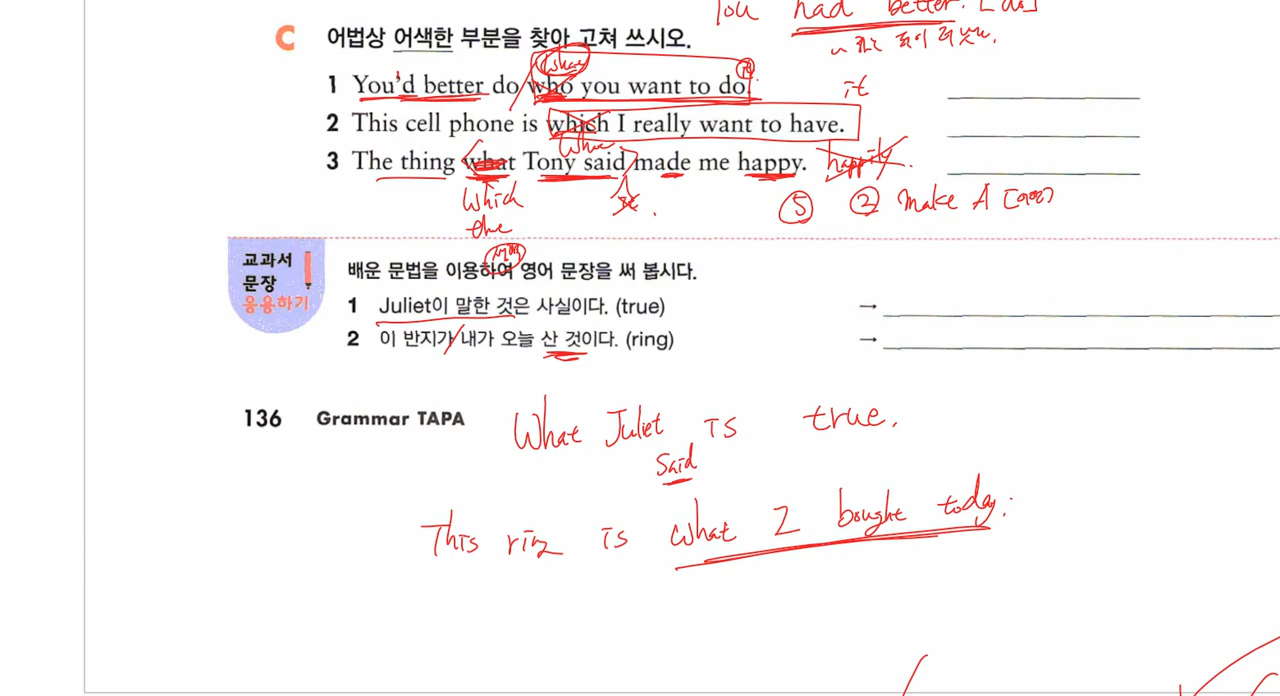 You had better. [
C 어법상 어색한 부분을 찾아 고쳐 쓰시오.
what
1 You'd better do who you want to do.
it
2 This cell phone is which I really want to have.
what
3 The thing what Tony said made me happy.
happily
which
⑤ ② make A
the
교과서 문장 응용하기
배운 문법을 이용하여 영어 문장을 써 봅시다.
1 Juliet이 말한 것은 사실이다. (true) →
2 이 반지가 내가 오늘 산 것이다. (ring) →
136 Grammar TAPA
What Juliet is true.
said
This ring is what I bought today.